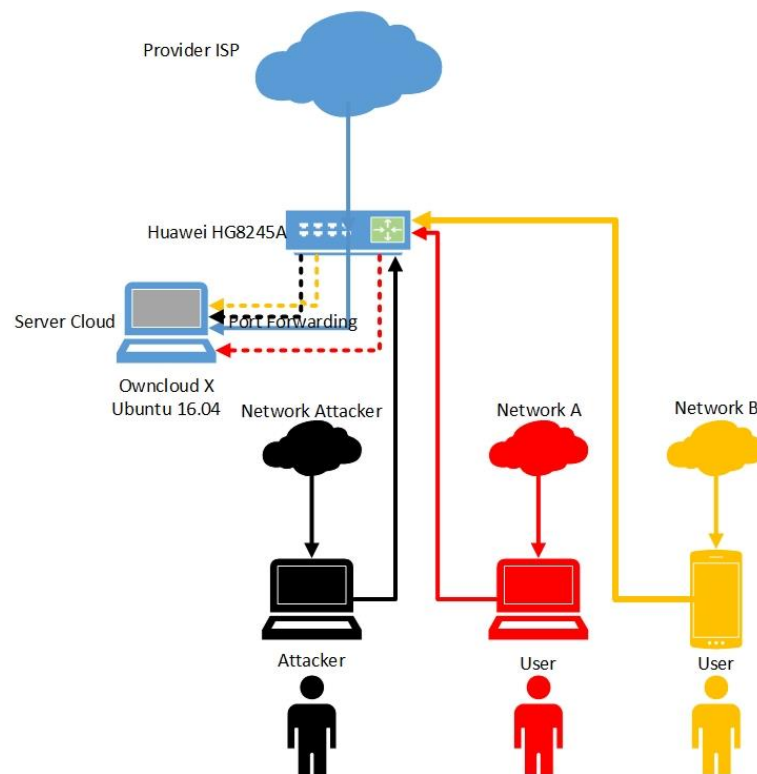 Provider ISP
Huawei HG8245A
Server Cloud
Port Forwarding
Owncloud X
Ubuntu 16.04
Network Attacker
Network A
Network B
Attacker
User
User